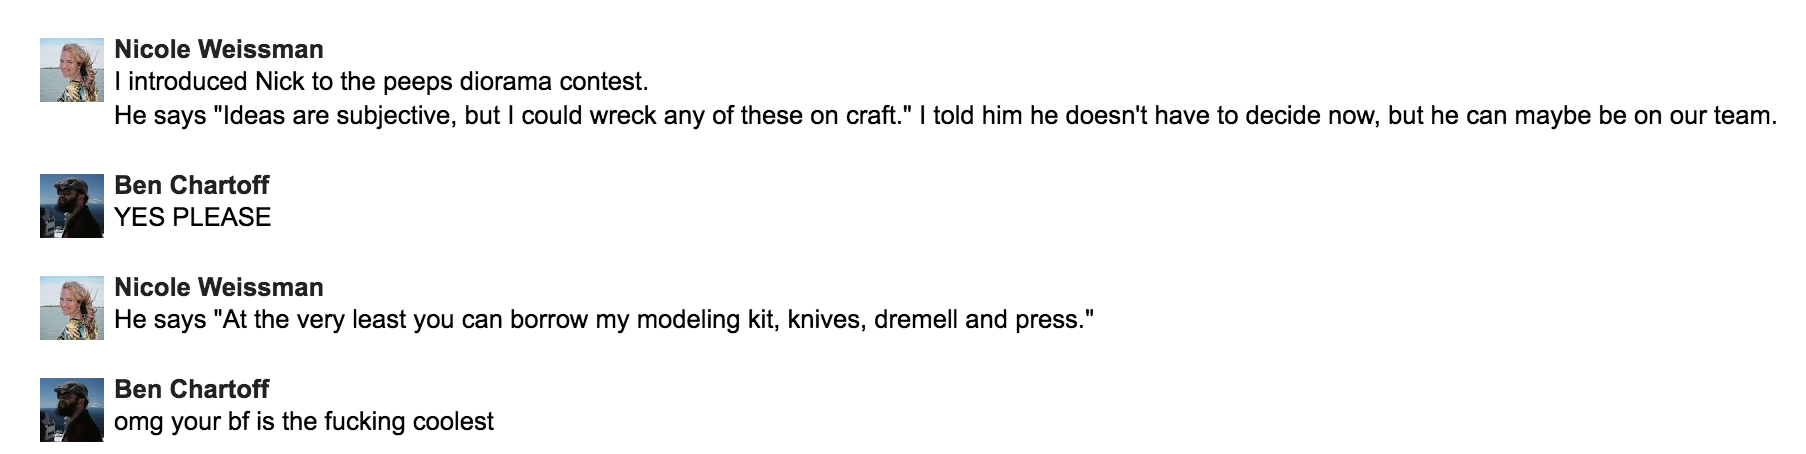 Nicole Weissman
I introduced Nick to the peeps diorama contest.
He says "Ideas are subjective, but I could wreck any of these on craft." I told him he doesn't have to decide now, but he can maybe be on our team.
Ben Chartoff
YES PLEASE
Nicole Weissman
He says "At the very least you can borrow my modeling kit, knives, dremell and press."
Ben Chartoff
omg your bf is the fucking coolest